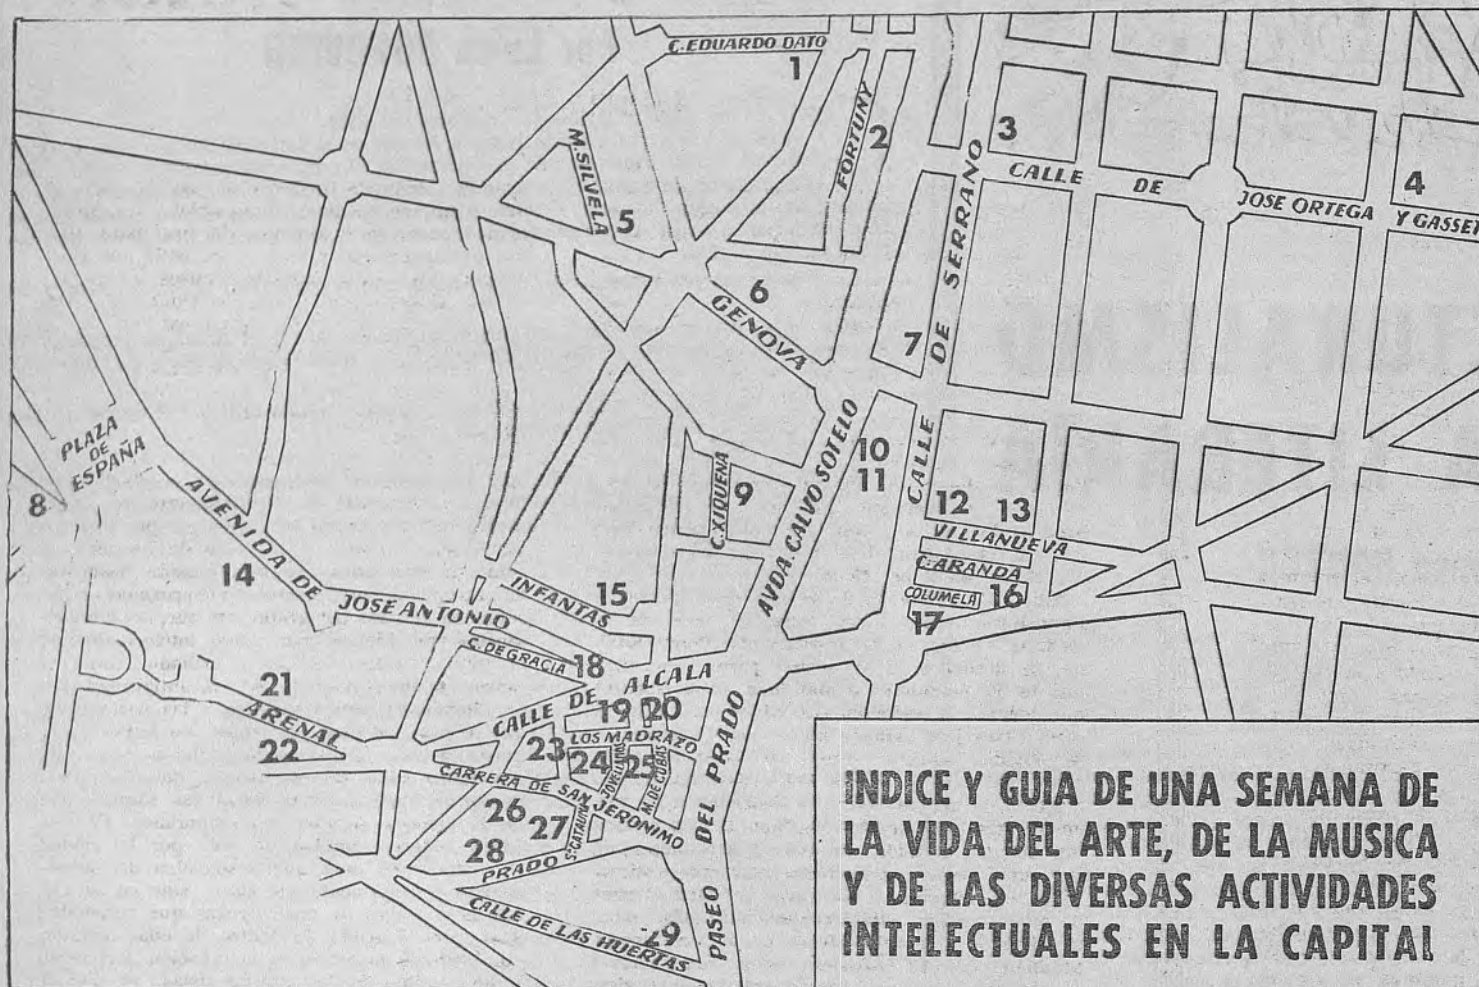 C. EDUARDO DATO
1
FORTUNY
2
3
CALLE DE JOSE ORTEGA Y GASSET
4
M. SILVELA
5
CALLE DE SERRANO
6
GENOVA
7
PLAZA
DE
ESPAÑA
8
C. XIQUENA
9
AVDA. CALVO SOTELO
10
11
12
13
VILLANUEVA
C. ARANDA
COLUMELA
16
17
AVENIDA DE JOSE ANTONIO
14
INFANTAS
15
C. DE GRACIA
18
CALLE DE ALCALA
19
20
LOS MADRAZO
21
ARENAL
22
23
24
JOVELLANOS
25
M. DE CUBAS
CARRERA DE SAN JERONIMO
26
27
S. CATALINA
28
PRADO
CALLE DE LAS HUERTAS
67
PASEO DEL PRADO
INDICE Y GUIA DE UNA SEMANA DE
LA VIDA DEL ARTE, DE LA MUSICA
Y DE LAS DIVERSAS ACTIVIDADES
INTELECTUALES EN LA CAPITAL